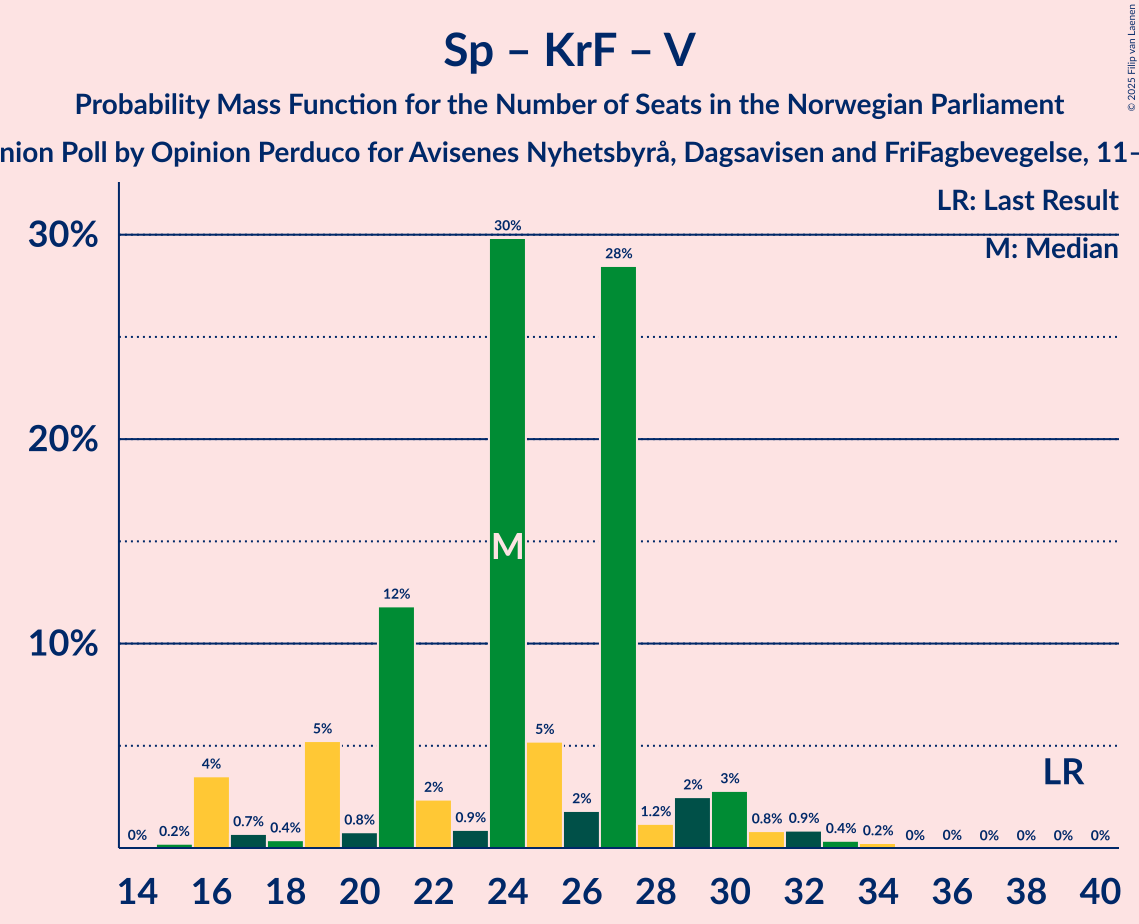 Sp – KrF – V
Probability Mass Function for the Number of Seats in the Norwegian Parliament
nion Poll by Opinion Perduco for Avisenes Nyhetsbyrå, Dagsavisen and FriFagbevegelse, 11–
© 2025 Filip van Laenen
LR: Last Result
M: Median
30%
20%
10%
0% 0.2% 4% 0.7% 0.4% 5% 0.8% 12% 2% 0.9% 30% 5% 2% 28% 1.2% 2% 3% 0.8% 0.9% 0.4% 0.2% 0% 0% 0% 0% 0% 0%
M
LR
14 16 18 20 22 24 26 28 30 32 34 36 38 40